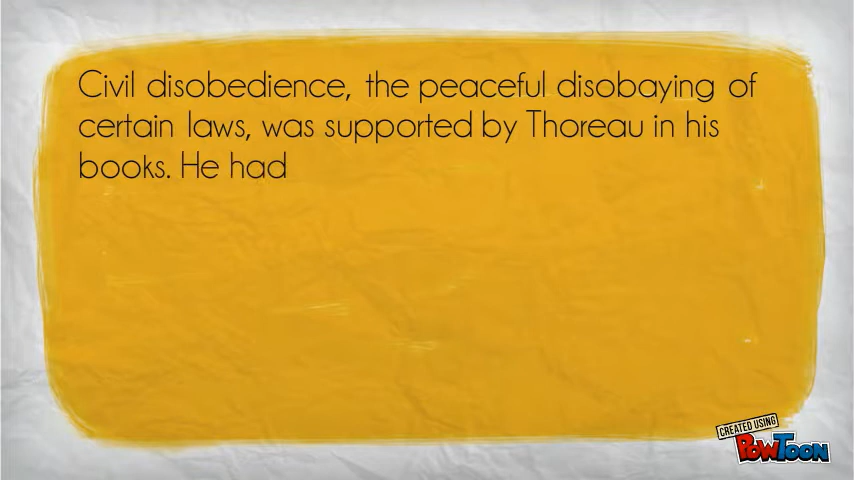 Civil disobedience, the peaceful disobaying of
certain laws, was supported by Thoreau in his
books. He had
CREATED USING
POWTOON